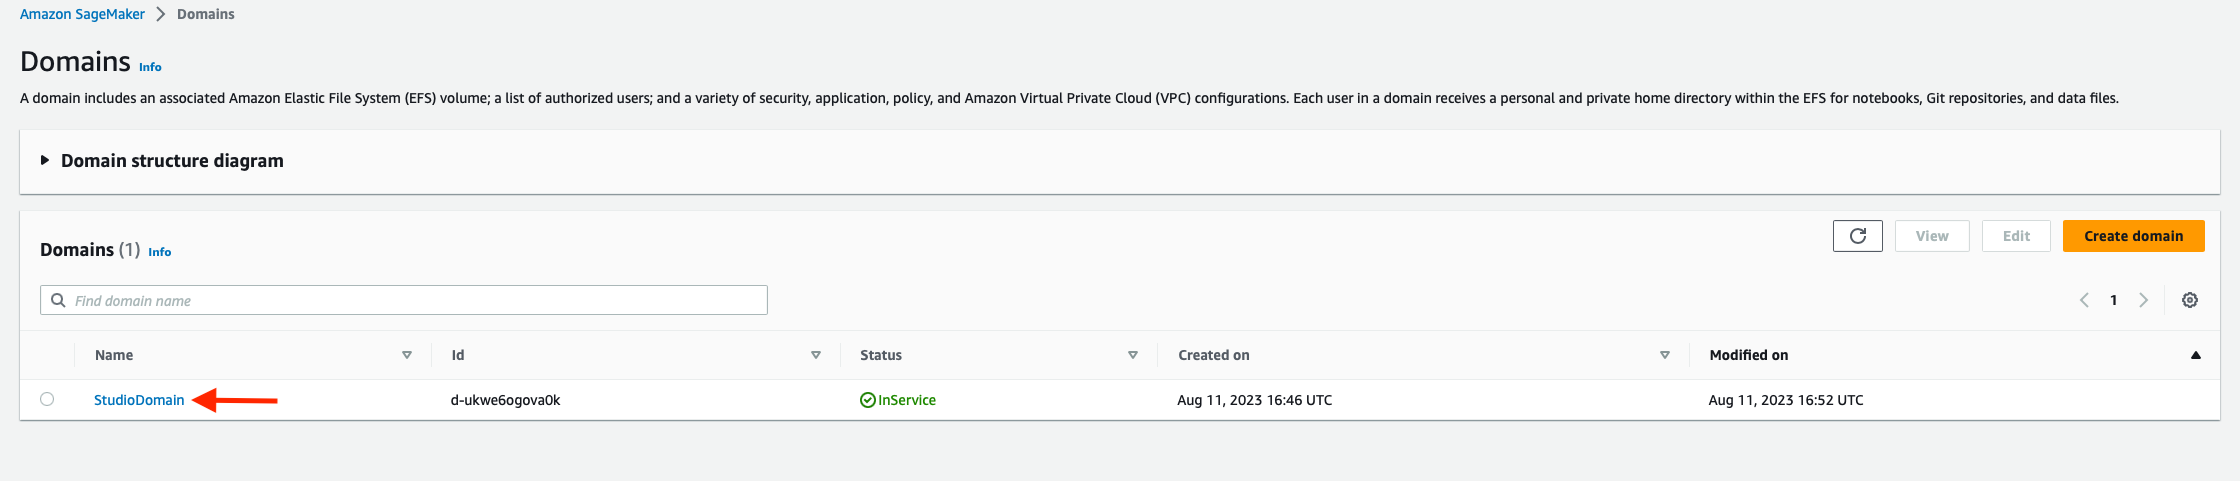 Amazon SageMaker > Domains
Domains Info
A domain includes an associated Amazon Elastic File System (EFS) volume; a list of authorized users; and a variety of security, application, policy, and Amazon Virtual Private Cloud (VPC) configurations. Each user in a domain receives a personal and private home directory within the EFS for notebooks, Git repositories, and data files.
Domain structure diagram
Domains (1) Info
View Edit Create domain
Find domain name
1
Name Id Status Created on Modified on
StudioDomain d-ukwe6ogova0k InService Aug 11, 2023 16:46 UTC Aug 11, 2023 16:52 UTC